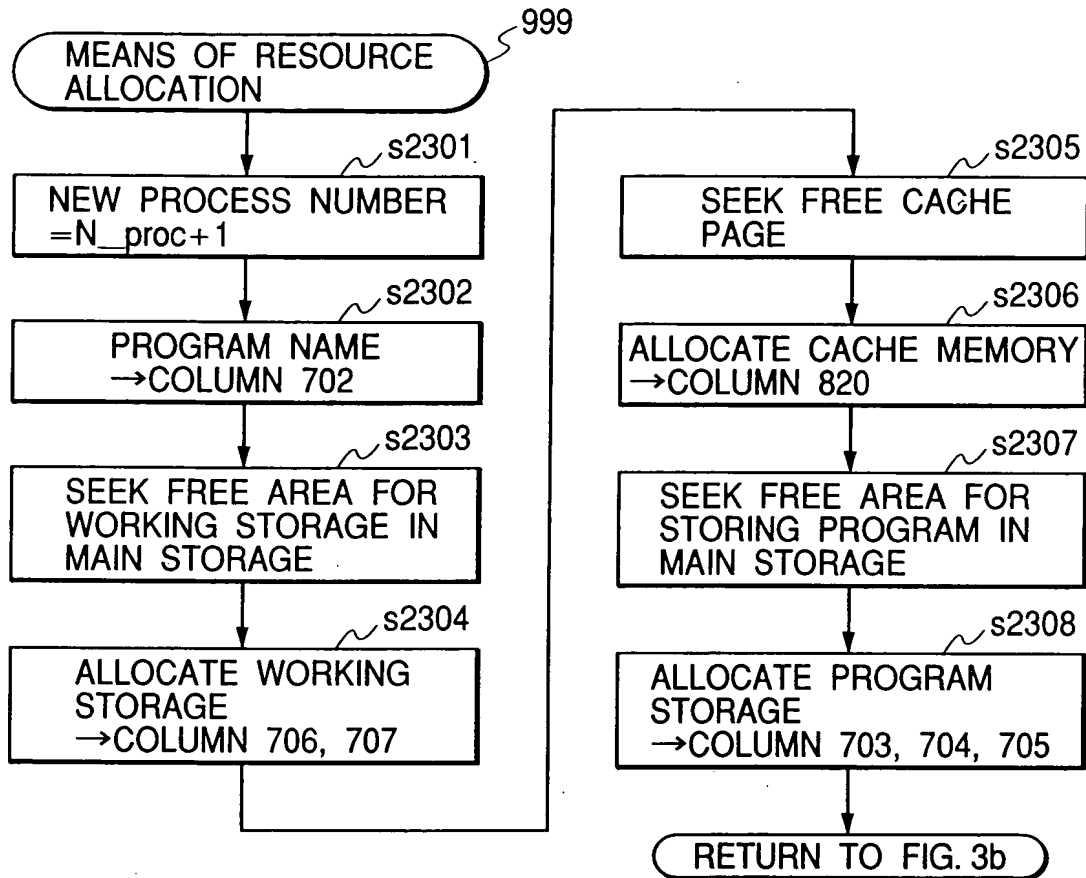 999
MEANS OF RESOURCE
ALLOCATION
s2301
NEW PROCESS NUMBER
=N_proc+1
s2302
PROGRAM NAME
→COLUMN 702
s2303
SEEK FREE AREA FOR
WORKING STORAGE IN
MAIN STORAGE
s2304
ALLOCATE WORKING
STORAGE
→COLUMN 706, 707
s2305
SEEK FREE CACHE
PAGE
s2306
ALLOCATE CACHE MEMORY
→COLUMN 820
s2307
SEEK FREE AREA FOR
STORING PROGRAM IN
MAIN STORAGE
s2308
ALLOCATE PROGRAM
STORAGE
→COLUMN 703, 704, 705
RETURN TO FIG. 3b